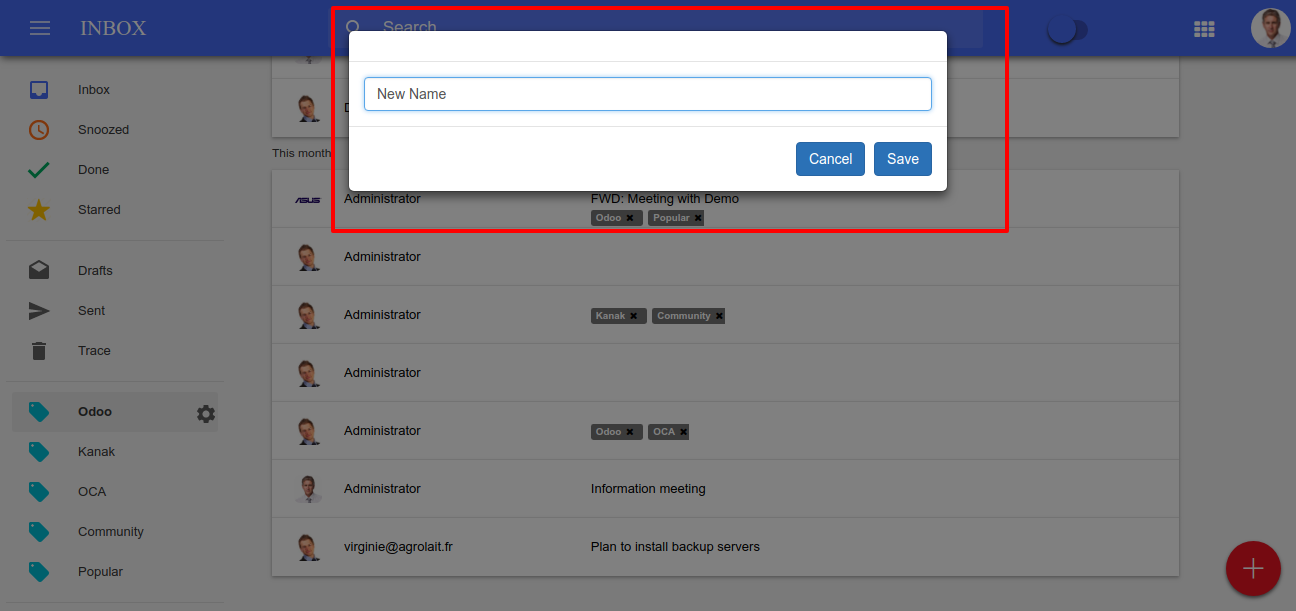 INBOX
Search
New Name
Cancel Save
Inbox
Snoozed
Done
Starred
Drafts
Sent
Trace
Odoo
Kanak
OCA
Community
Popular
This month
ASUS Administrator FWD: Meeting with Demo
Odoo ✖ Popular ✖
Administrator
Administrator Kanak ✖ Community ✖
Administrator
Administrator Odoo ✖ OCA ✖
Administrator Information meeting
virginie@agrolait.fr Plan to install backup servers